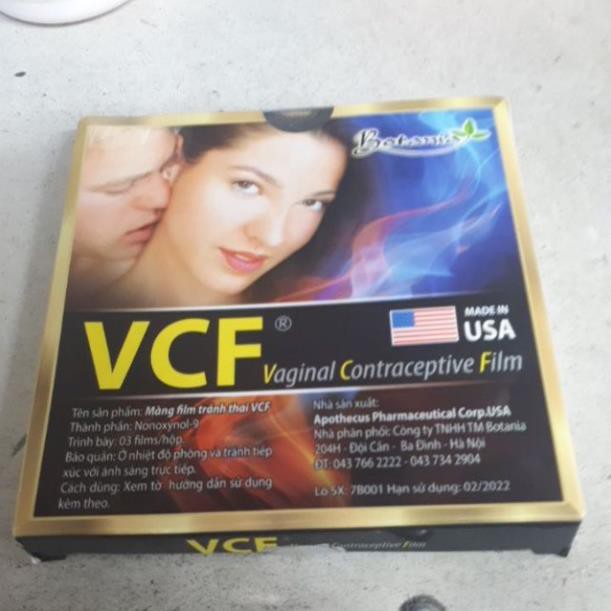 Botania
VCF®
MADE IN
USA
Vaginal Contraceptive Film
Tên sản phẩm: Màng film tránh thai VCF
Thành phần: Nonoxynol-9
Trình bày: 03 films/hộp
Bảo quản: Ở nhiệt độ phòng và tránh tiếp
xúc với ánh sáng trực tiếp.
Cách dùng: Xem tờ hướng dẫn sử dụng
kèm theo.
Nhà sản xuất:
Apothecus Pharmaceutical Corp.USA
Nhà phân phối: Công ty TNHH TM Botania
204H - Đội Cấn - Ba Đình - Hà Nội
ĐT: 043 766 2222 - 043 734 2904
Lô SX: 7B001 Hạn sử dụng: 02/2022
VCF Contraceptive Film